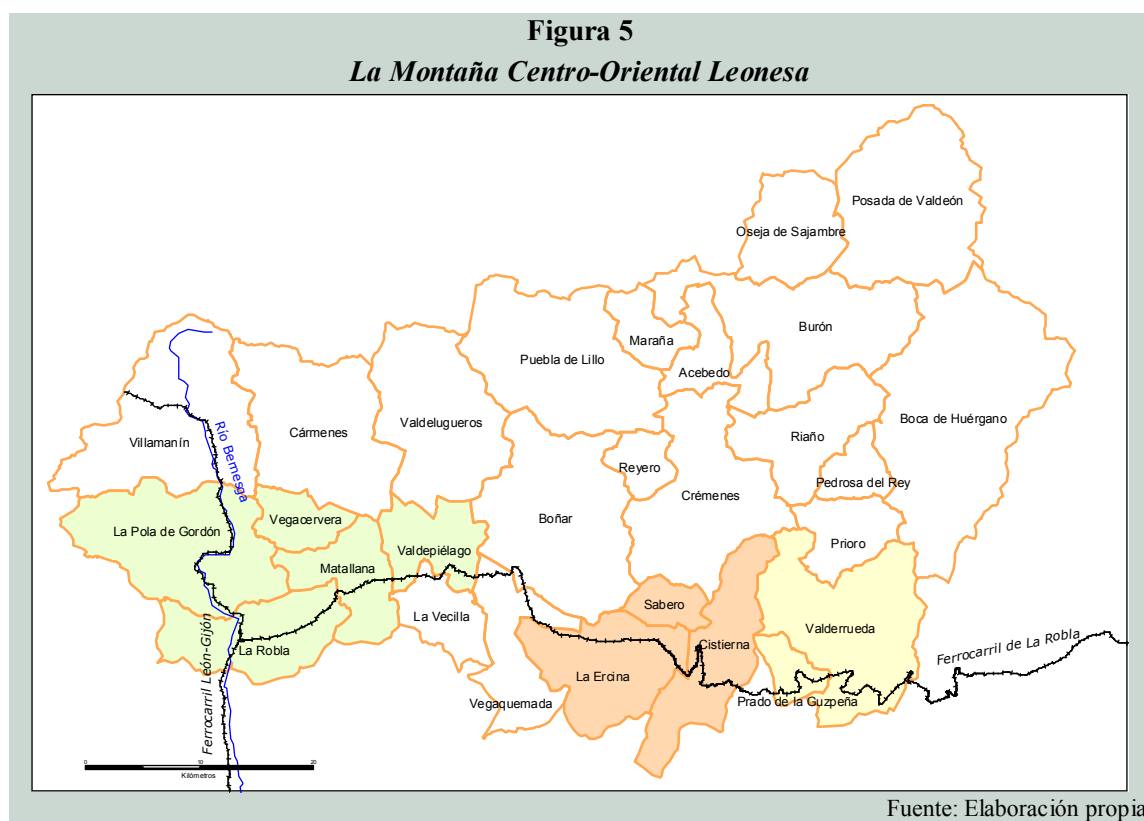 Figura 5
La Montaña Centro-Oriental Leonesa
Posada de Valdeón
Oseja de Sajambre
Burón
Maraña
Puebla de Lillo
Acebedo
Boca de Huérgano
Valdelugueros
Cármenes
Villamanín
Río Bernesga
Riaño
Reyero
Pedrosa del Rey
Crémenes
Boñar
Vegacervera
La Pola de Gordón
Prioro
Valdepiélago
Matallana
Sabero
La Vecilla
Valderrueda
Cistierna
La Robla
Ferrocarril de La Robla
Ferrocarril León-Gijón
La Ercina
Prado de la Guzpeña
Vegaquemada
0 10 20
Kilómetros
Fuente: Elaboración propia